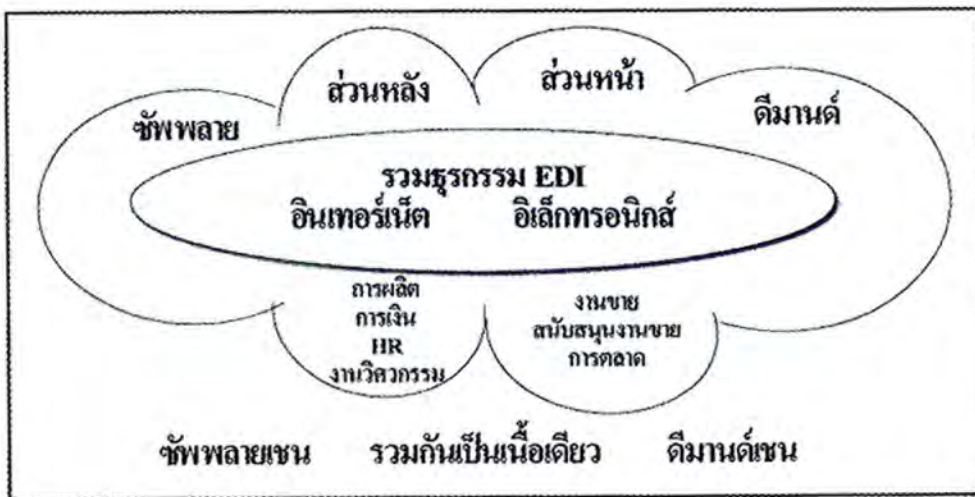 ส่วนหลัง ส่วนหน้า
ซัพพลาย ดีมานด์
รวมธุรกรรม EDI
อินเทอร์เน็ต อิเล็กทรอนิกส์
การผลิต
การเงิน
HR
งานวิศวกรรม
งานขาย
สนับสนุนงานขาย
การตลาด
ซัพพลายเชน รวมกันเป็นเนื้อเดียว ดีมานด์เชน